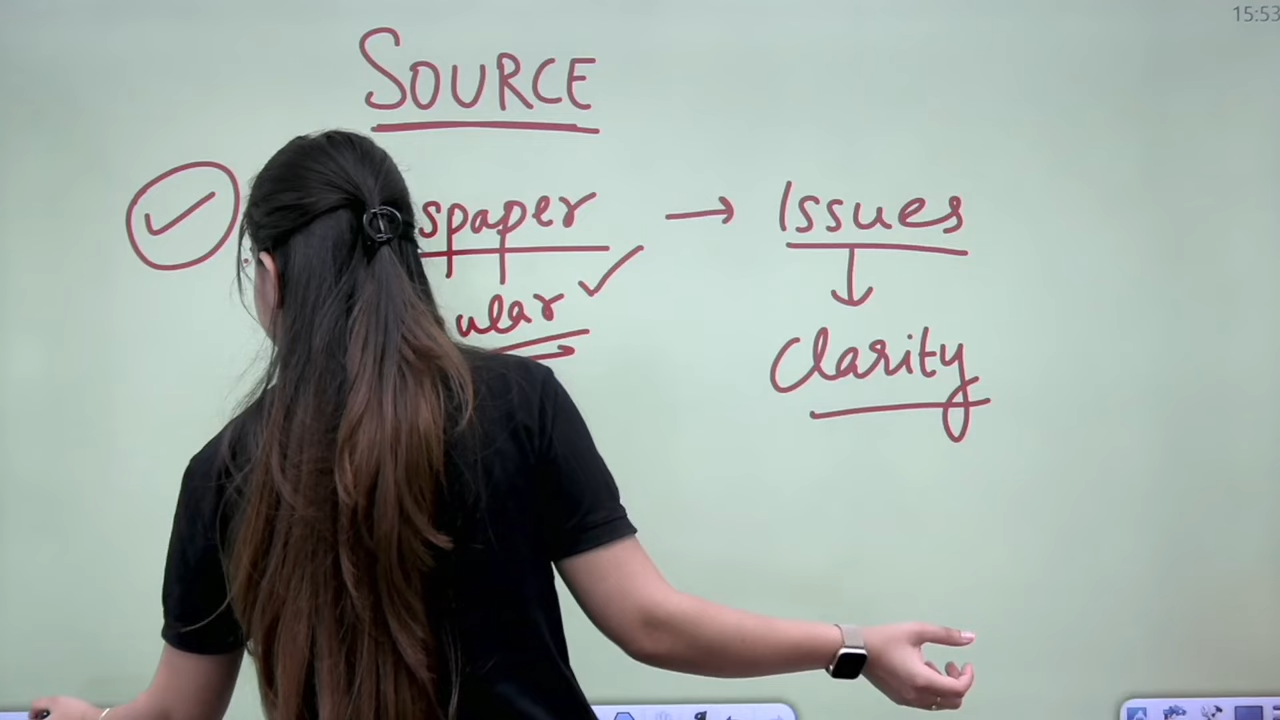 15:53
SOURCE
spaper → Issues
ular
Clarity